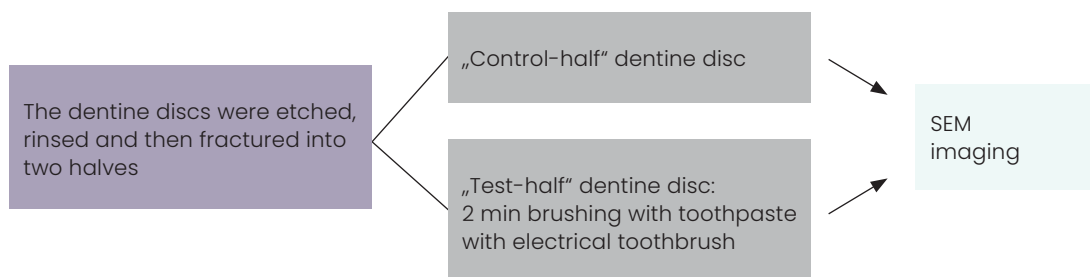 The dentine discs were etched,
rinsed and then fractured into
two halves
„Control-half“ dentine disc
„Test-half“ dentine disc:
2 min brushing with toothpaste
with electrical toothbrush
SEM
imaging